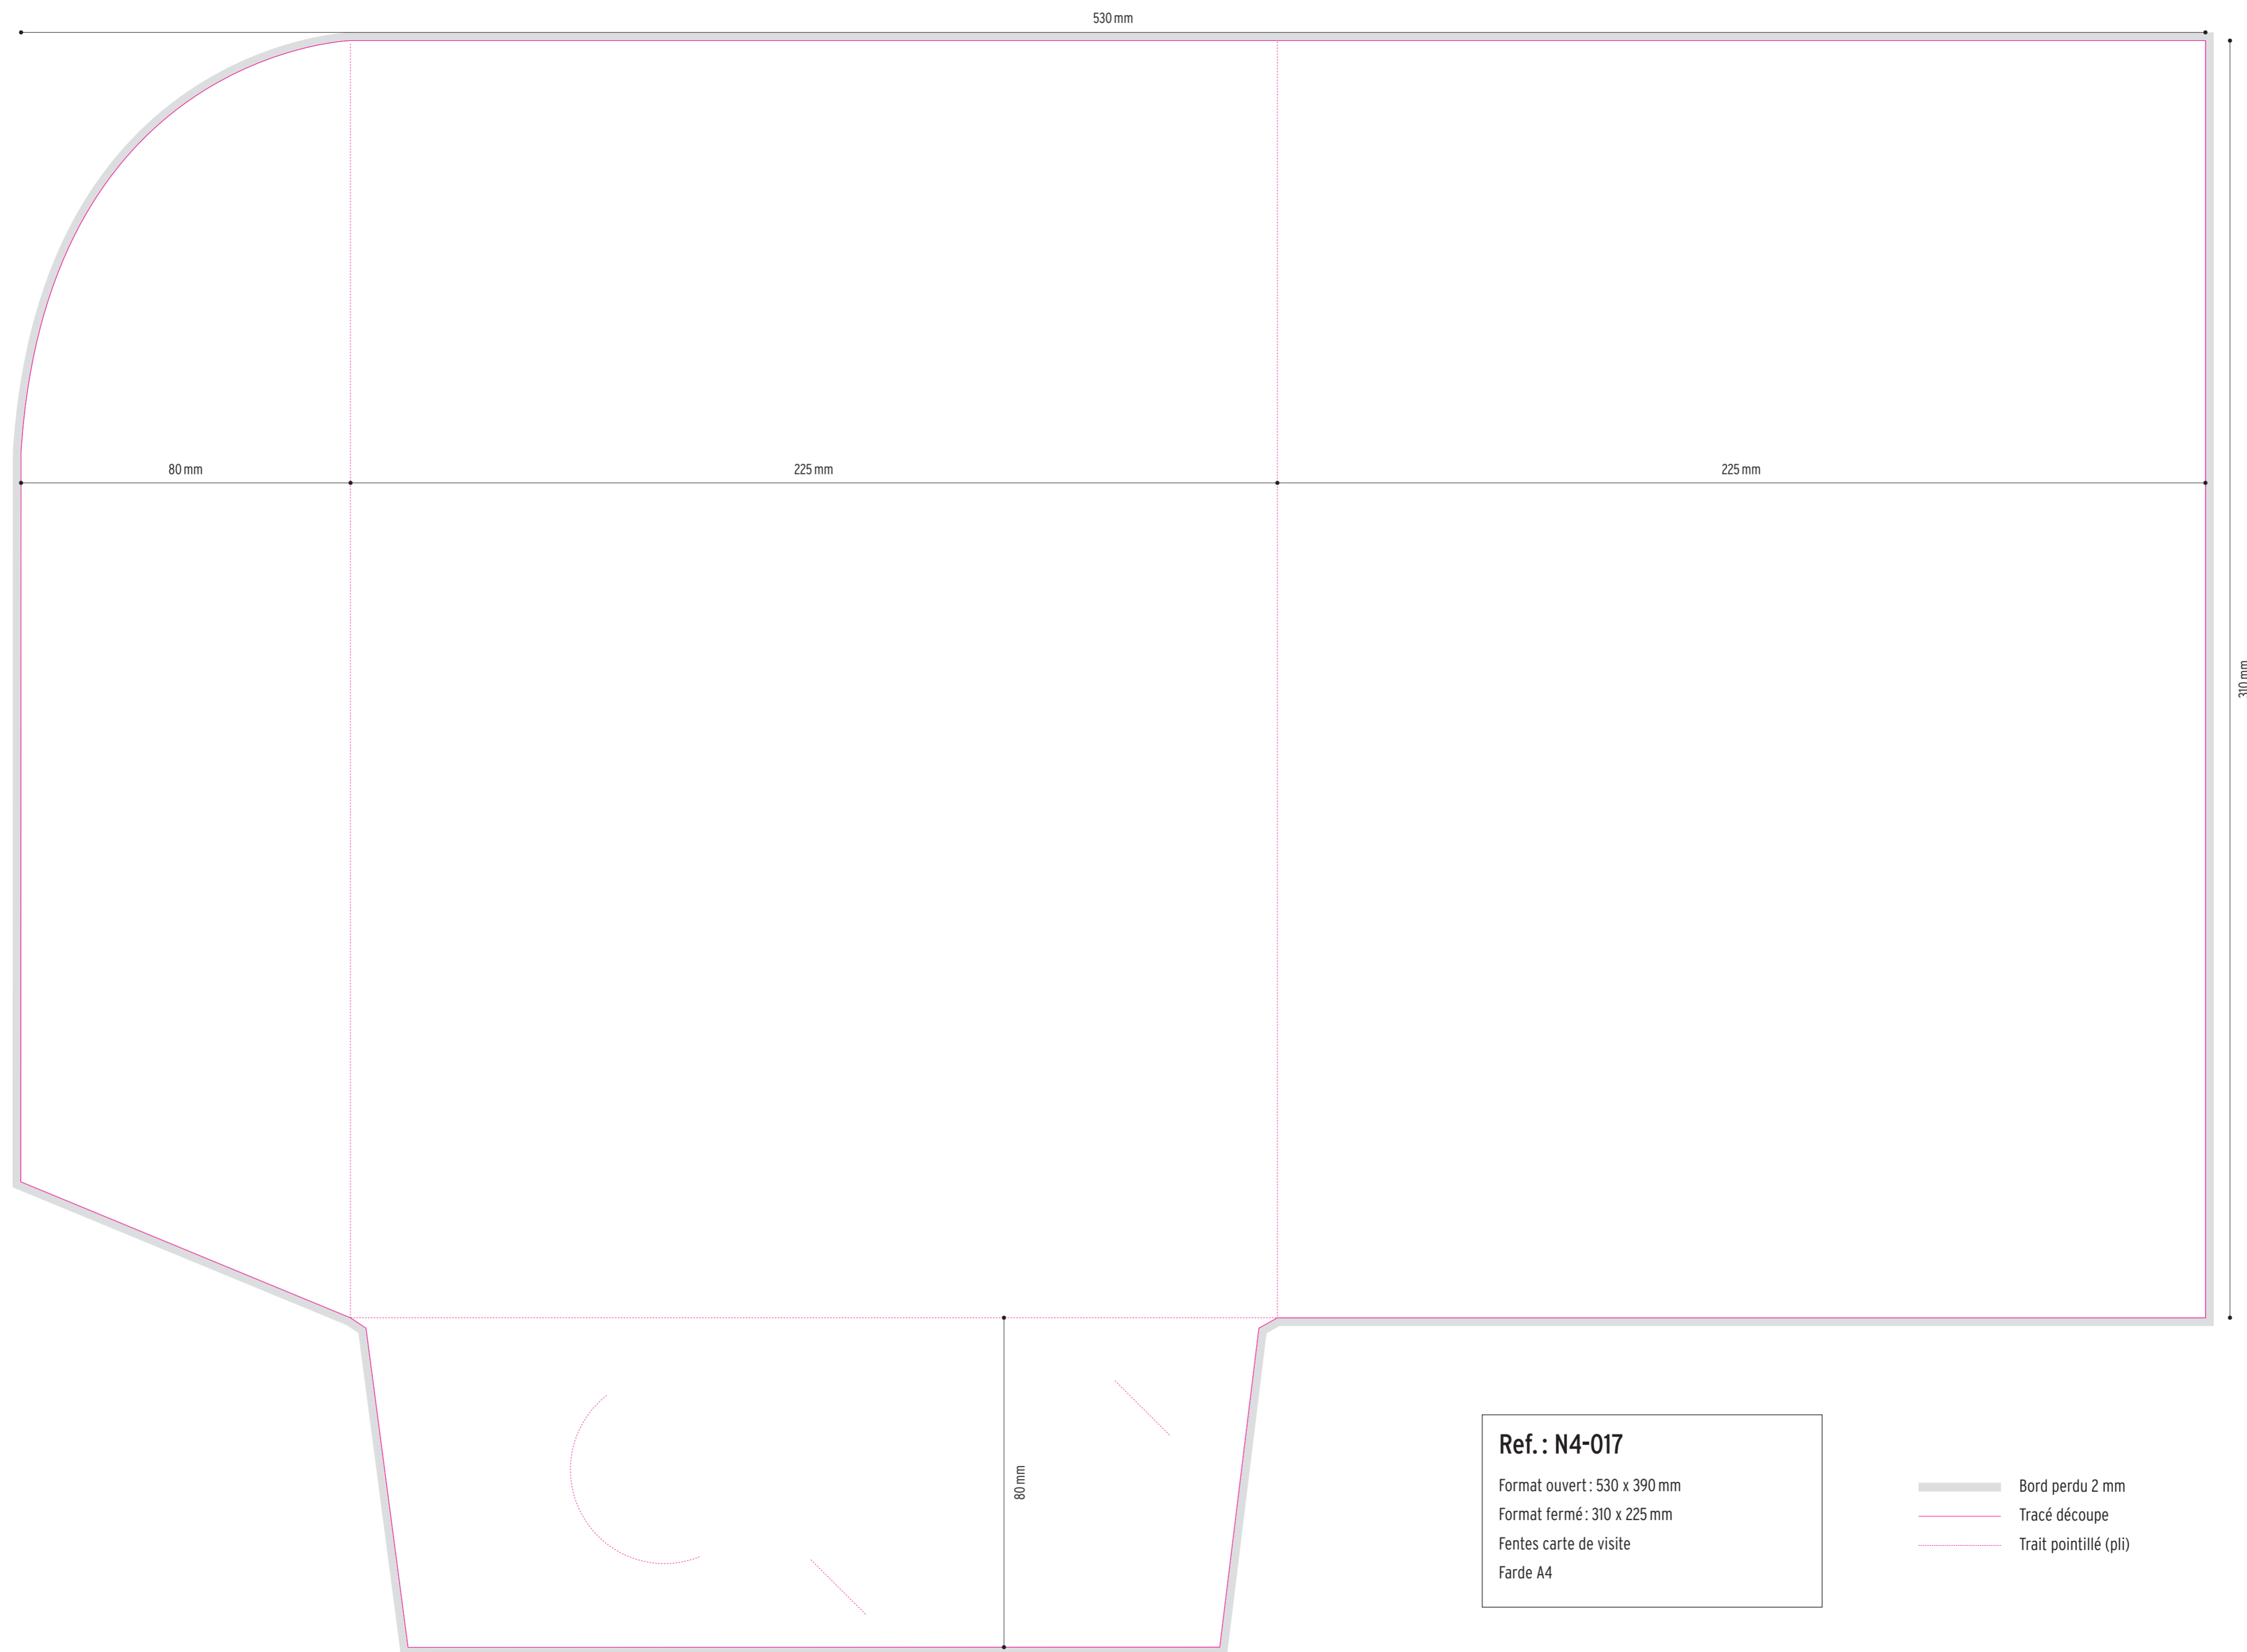 530 mm
80 mm
225 mm
225 mm
310 mm
80 mm
Ref. : N4-017
Format ouvert : 530 x 390 mm
Format fermé : 310 x 225 mm
Fentes carte de visite
Farde A4
Bord perdu 2 mm
Tracé découpe
Trait pointillé (pli)